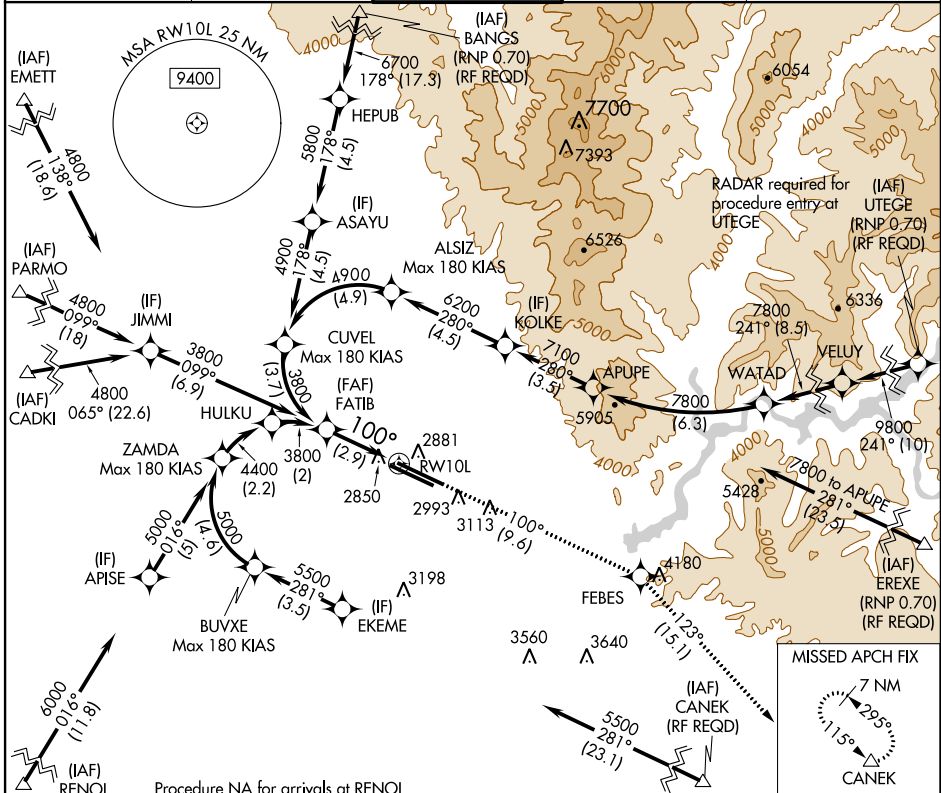 MSA RW10L 25 NM
9400
(IAF)
EMETT
4800
138°
(18.6)
(IAF)
BANGS
(RNP 0.70)
(RF REQD)
6700
178° (17.3)
HEPUB
5800
178°
(4.5)
(IF)
ASAYU
4900
178°
(4.5)
4000
5000
6000
7700
7393
6526
6054
5000
4000
5000
RADAR required for
procedure entry at
UTEGE
(IAF)
UTEGE
(RNP 0.70)
(RF REQD)
4000
6336
ALSIZ
Max 180 KIAS
4900
(4.9)
6200
280°
(4.5)
(IF)
KOLKE
5000
7100
280°
(3.5)
APUPE
5905
4000
7800
(6.3)
WATAD
7800
241° (8.5)
VELUY
9800
241° (10)
(IAF)
PARMO
4800
099°
(18)
(IF)
JIMMI
(IAF)
CADKI
4800
065° (22.6)
3800
099°
(6.9)
CUVEL
Max 180 KIAS
(3.7)
3800
(FAF)
FATIB
HULKU
3800
(2)
100°
(2.9)
2881
RW10L
2850
2993
3113
100°
(9.6)
ZAMDA
Max 180 KIAS
4400
(2.2)
5000
(4.6)
5000
016°
(5)
(IF)
APISE
BUVXE
Max 180 KIAS
5500
281°
(3.5)
(IF)
EKEME
3198
4180
FEBES
123°
(15.1)
3560
3640
4000
5428
5000
7800 to APUPE
281°
(23.5)
(IAF)
EREXE
(RNP 0.70)
(RF REQD)
6000
016°
(11.8)
(IAF)
RENOL
Procedure NA for arrivals at RENOL
5500
281°
(23.1)
(IAF)
CANEK
(RF REQD)
MISSED APCH FIX
7 NM
295°
115°
CANEK